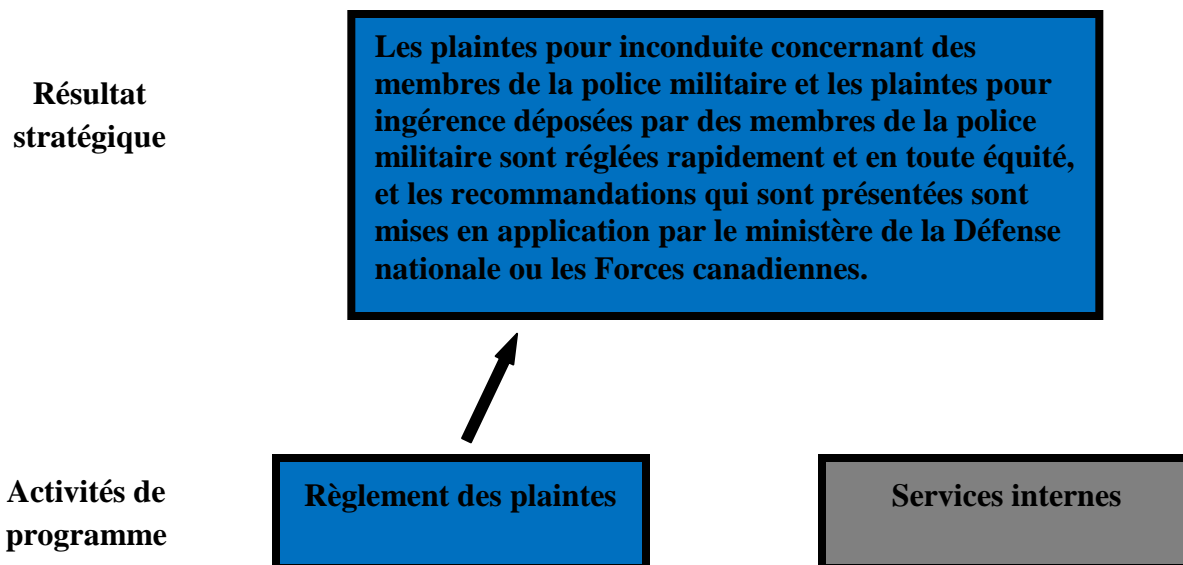 Résultat
stratégique
Les plaintes pour inconduite concernant des
membres de la police militaire et les plaintes pour
ingérence déposées par des membres de la police
militaire sont réglées rapidement et en toute équité,
et les recommandations qui sont présentées sont
mises en application par le ministère de la Défense
nationale ou les Forces canadiennes.
Activités de
programme
Règlement des plaintes
Services internes